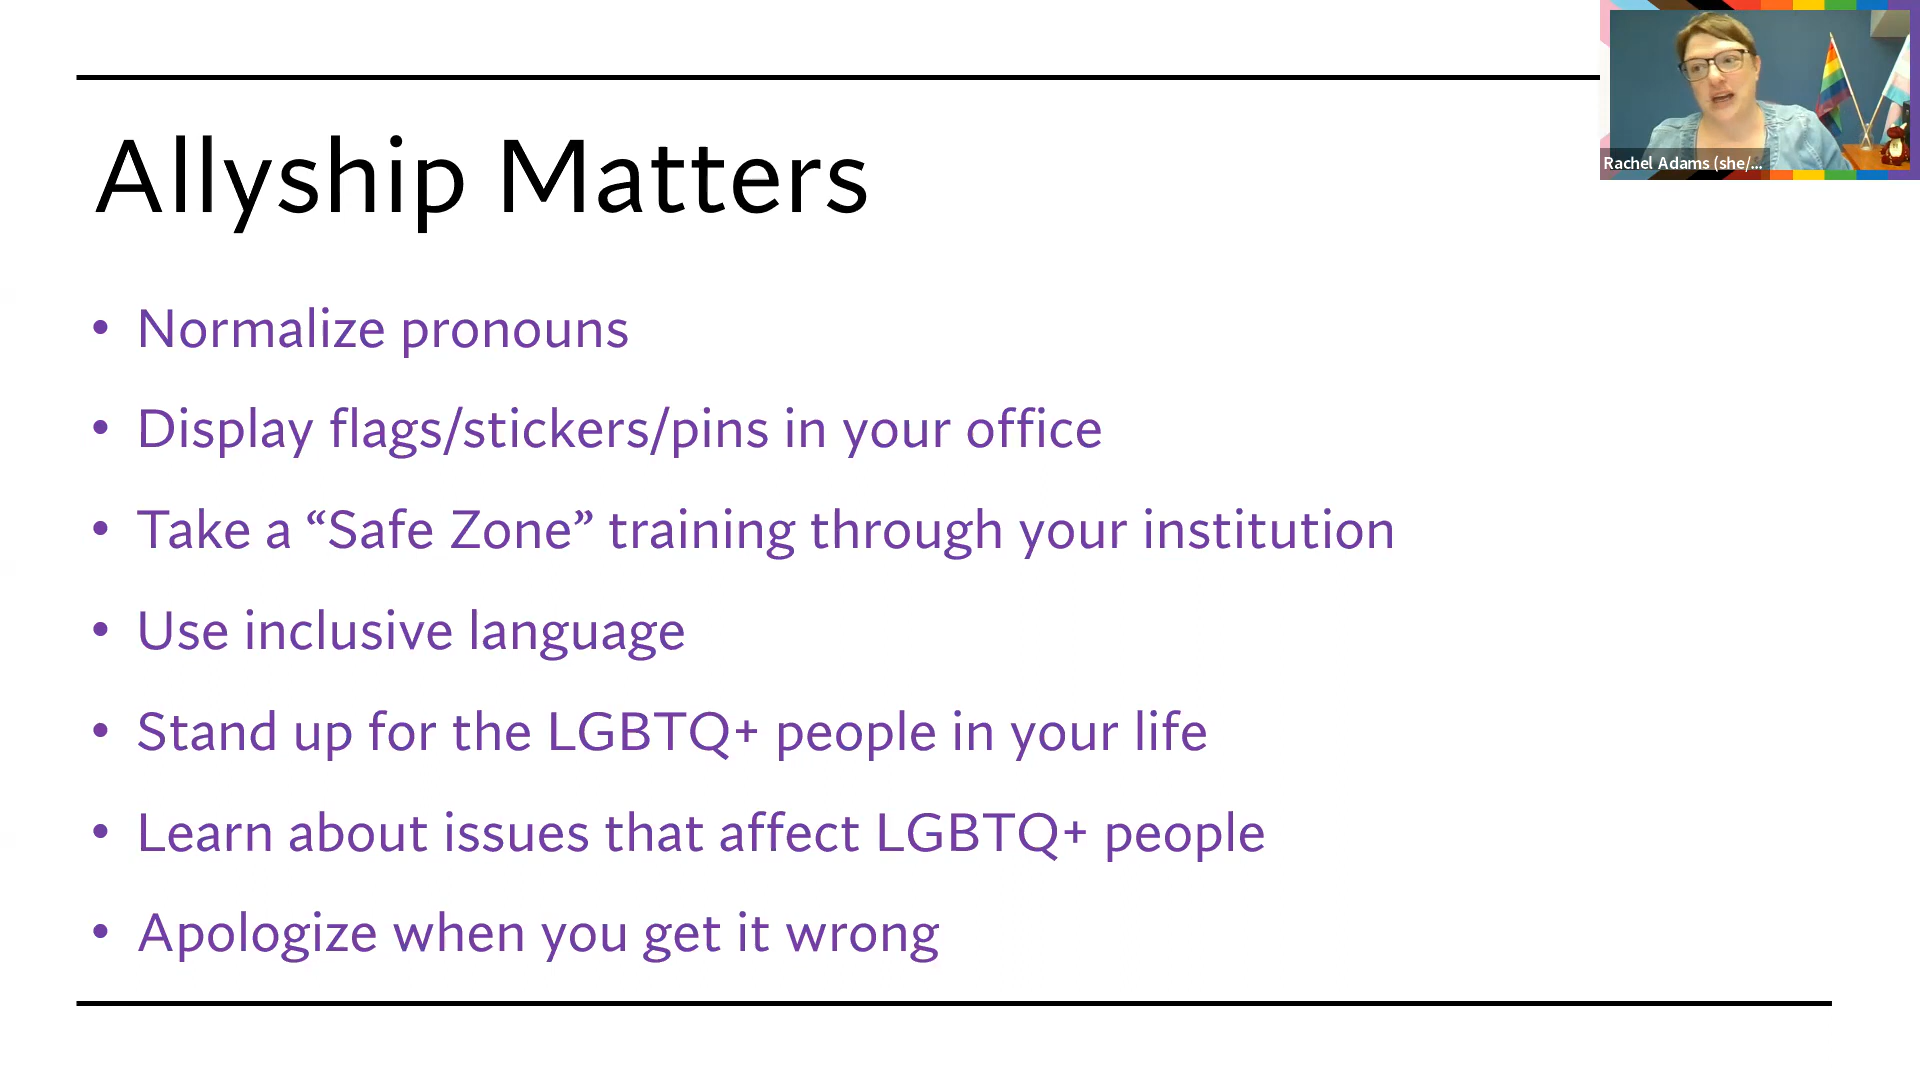 Rachel Adams (she/...
Allyship Matters
• Normalize pronouns
• Display flags/stickers/pins in your office
• Take a “Safe Zone” training through your institution
• Use inclusive language
• Stand up for the LGBTQ+ people in your life
• Learn about issues that affect LGBTQ+ people
• Apologize when you get it wrong